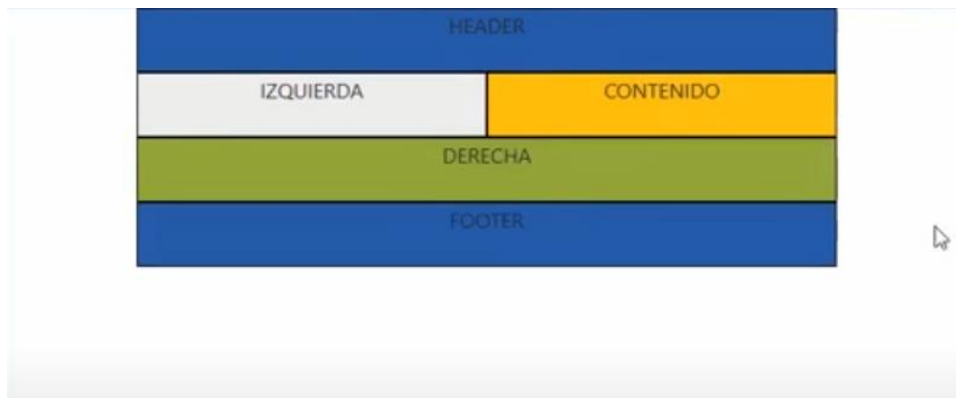 HEADER
IZQUIERDA
CONTENIDO
DERECHA
FOOTER